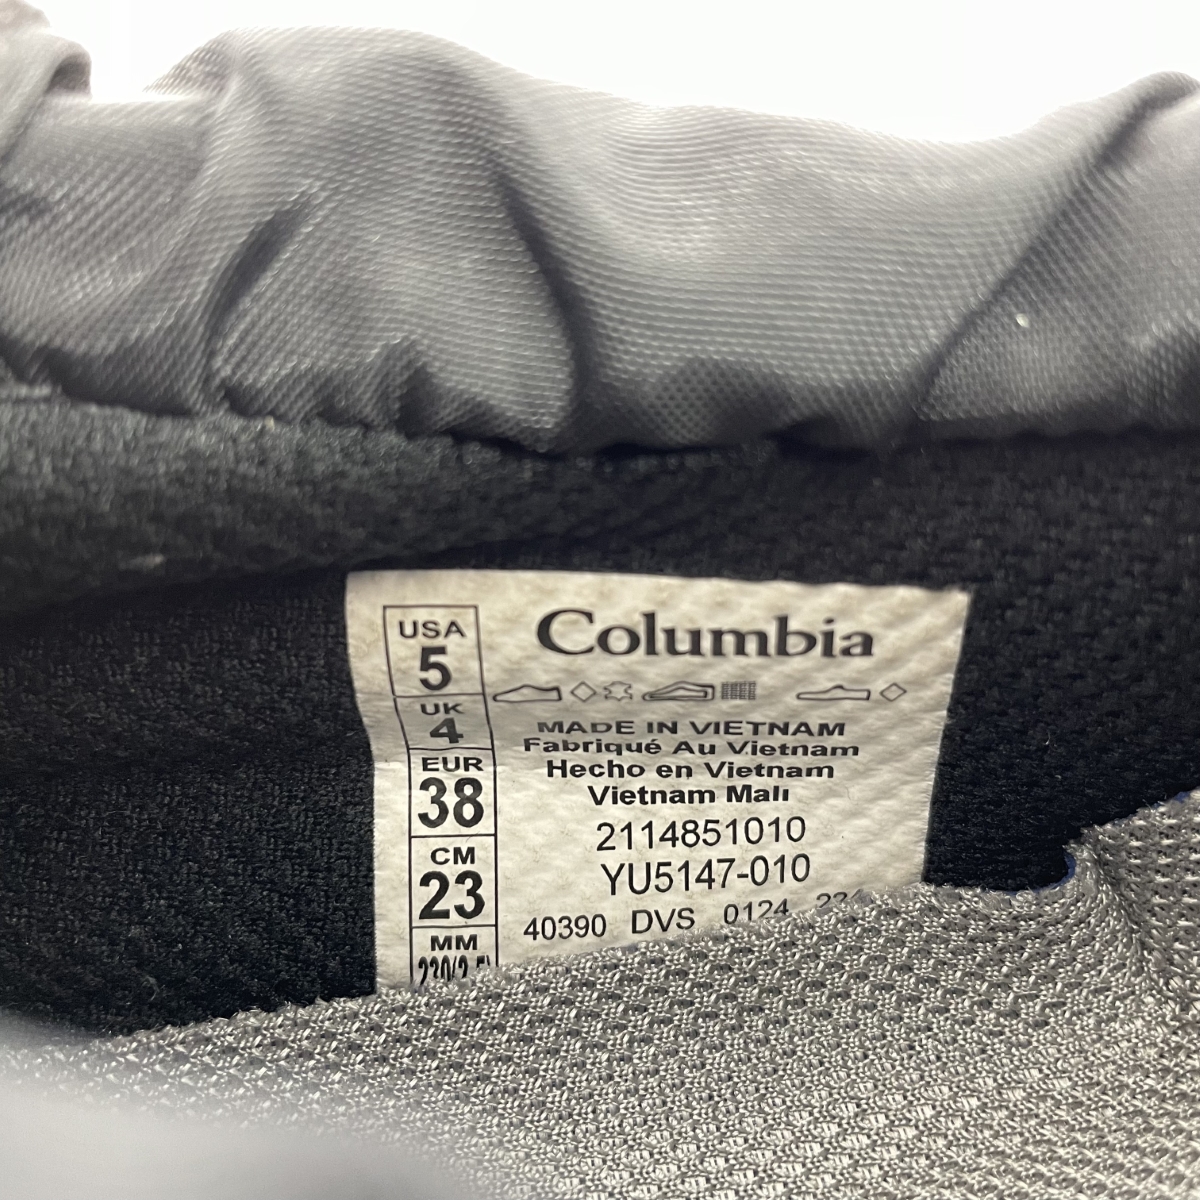 USA
5
UK
4
EUR
38
CM
23
MM
Columbia
MADE IN VIETNAM
Fabriqué Au Vietnam
Hecho en Vietnam
Vietnam Malı
2114851010
YU5147-010
40390 DVS 0124